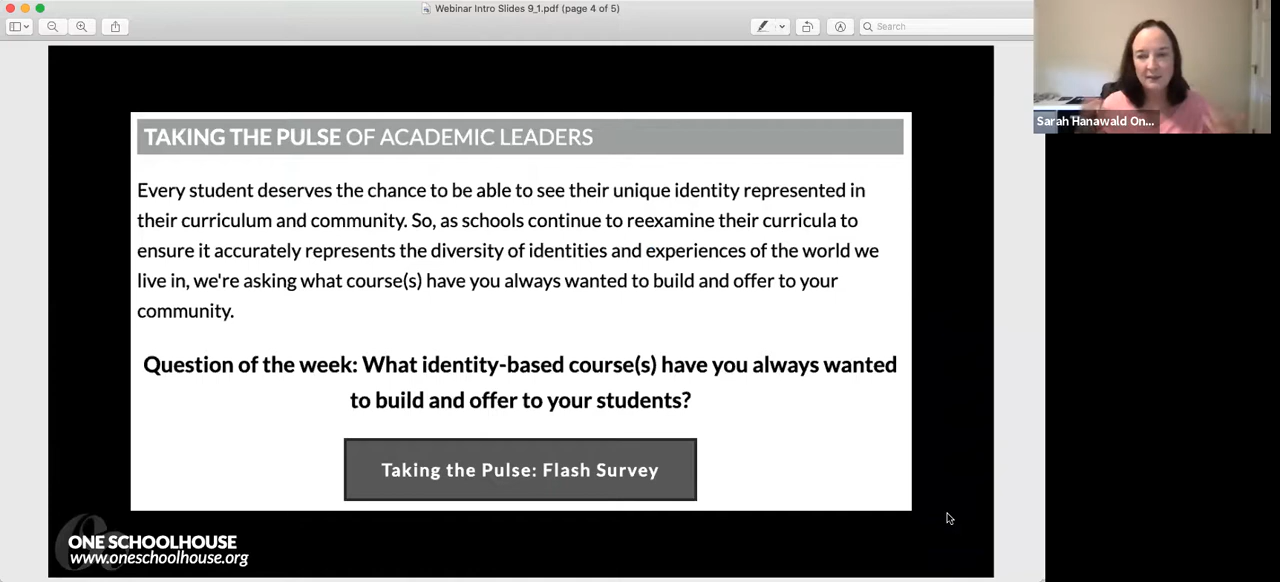 Webinar Intro Slides 9_1.pdf (page 4 of 5)
Search
Sarah Hanawald On...
TAKING THE PULSE OF ACADEMIC LEADERS
Every student deserves the chance to be able to see their unique identity represented in
their curriculum and community. So, as schools continue to reexamine their curricula to
ensure it accurately represents the diversity of identities and experiences of the world we
live in, we're asking what course(s) have you always wanted to build and offer to your
community.
Question of the week: What identity-based course(s) have you always wanted
to build and offer to your students?
Taking the Pulse: Flash Survey
ONE SCHOOLHOUSE
www.oneschoolhouse.org